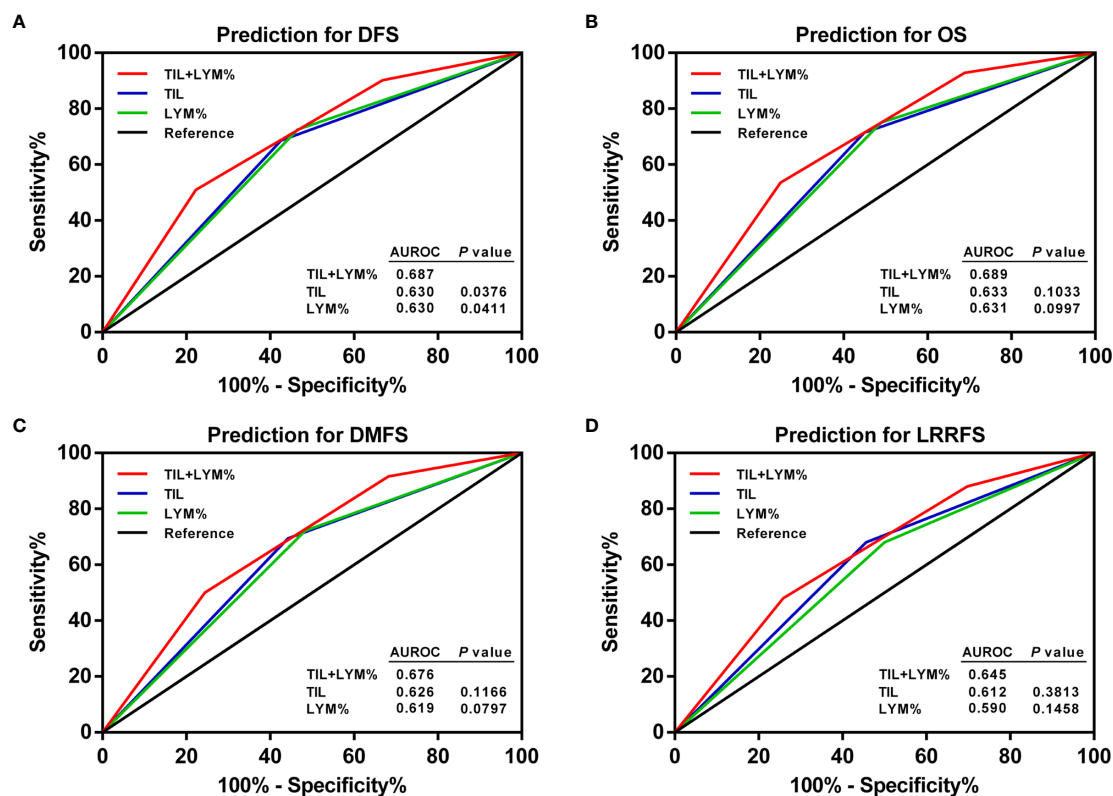 A
Prediction for DFS
Sensitivity%
100
80
60
40
20
0
TIL+LYM%
TIL
LYM%
Reference
AUROC P value
TIL+LYM% 0.687
TIL 0.630 0.0376
LYM% 0.630 0.0411
0 20 40 60 80 100
100% - Specificity%
B
Prediction for OS
Sensitivity%
100
80
60
40
20
0
TIL+LYM%
TIL
LYM%
Reference
AUROC P value
TIL+LYM% 0.689
TIL 0.633 0.1033
LYM% 0.631 0.0997
0 20 40 60 80 100
100% - Specificity%
C
Prediction for DMFS
Sensitivity%
100
80
60
40
20
0
TIL+LYM%
TIL
LYM%
Reference
AUROC P value
TIL+LYM% 0.676
TIL 0.626 0.1166
LYM% 0.619 0.0797
0 20 40 60 80 100
100% - Specificity%
D
Prediction for LRRFS
Sensitivity%
100
80
60
40
20
0
TIL+LYM%
TIL
LYM%
Reference
AUROC P value
TIL+LYM% 0.645
TIL 0.612 0.3813
LYM% 0.590 0.1458
0 20 40 60 80 100
100% - Specificity%